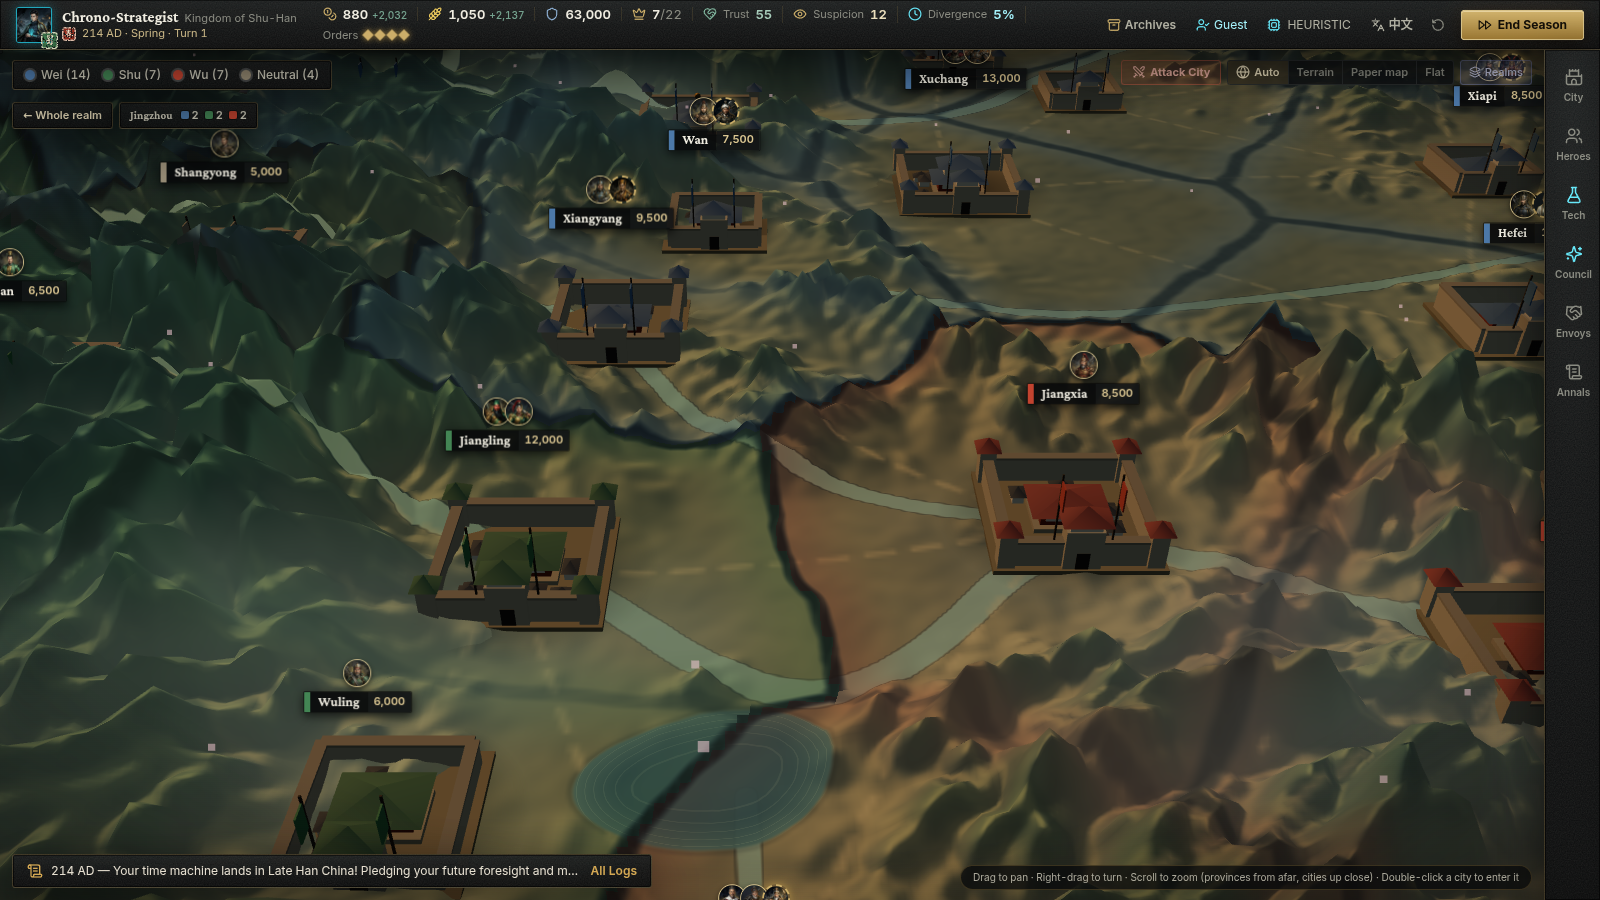 Chrono-Strategist Kingdom of Shu-Han
214 AD · Spring · Turn 1
880 +2,032
1,050 +2,137
63,000
7/22
Trust 55
Suspicion 12
Divergence 5%
Orders
Archives
Guest
HEURISTIC
中文
End Season
Wei (14)
Shu (7)
Wu (7)
Neutral (4)
← Whole realm
Jingzhou 2 2 2
Attack City
Auto
Terrain
Paper map
Flat
Realms
City
Heroes
Tech
Council
Envoys
Annals
Xuchang 13,000
Xiapi 8,500
Wan 7,500
Shangyong 5,000
Xiangyang 9,500
Hefei
an 6,500
Jiangxia 8,500
Jiangling 12,000
Wuling 6,000
214 AD — Your time machine lands in Late Han China! Pledging your future foresight and m...
All Logs
Drag to pan · Right-drag to turn · Scroll to zoom (provinces from afar, cities up close) · Double-click a city to enter it